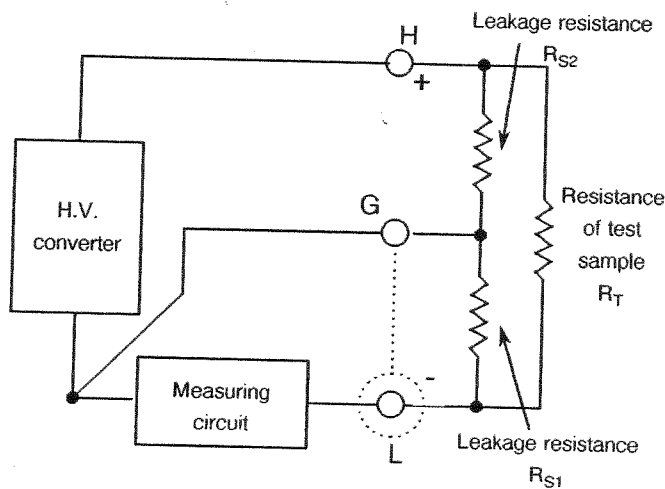 Leakage resistance
R_S2
H
+
H.V.
converter
G
Resistance
of test
sample
R_T
Measuring
circuit
-
L
Leakage resistance
R_S1